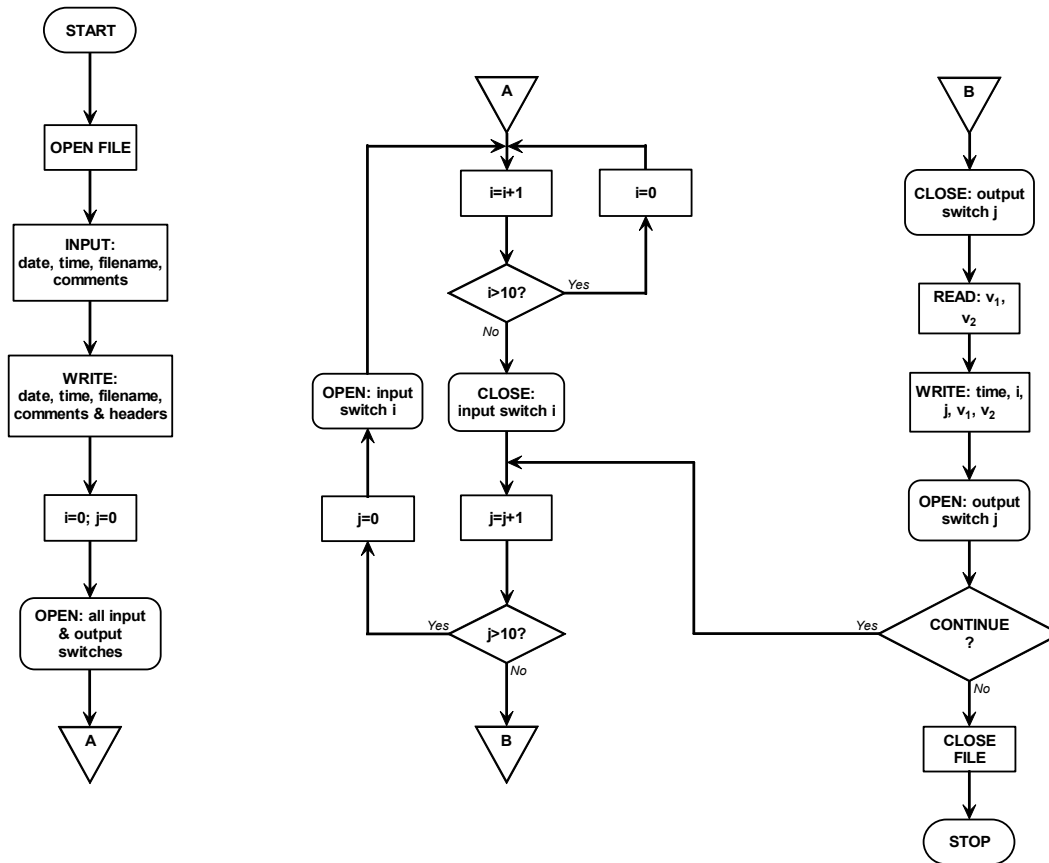 START
OPEN FILE
INPUT:
date, time, filename,
comments
WRITE:
date, time, filename,
comments & headers
i=0; j=0
OPEN: all input
& output
switches
A
A
i=i+1
i=0
i>10?
Yes
No
OPEN: input
switch i
CLOSE:
input switch i
j=0
j=j+1
Yes
j>10?
No
B
B
CLOSE: output
switch j
READ: v₁,
v₂
WRITE: time, i,
j, v₁, v₂
OPEN: output
switch j
Yes
CONTINUE
?
No
CLOSE
FILE
STOP